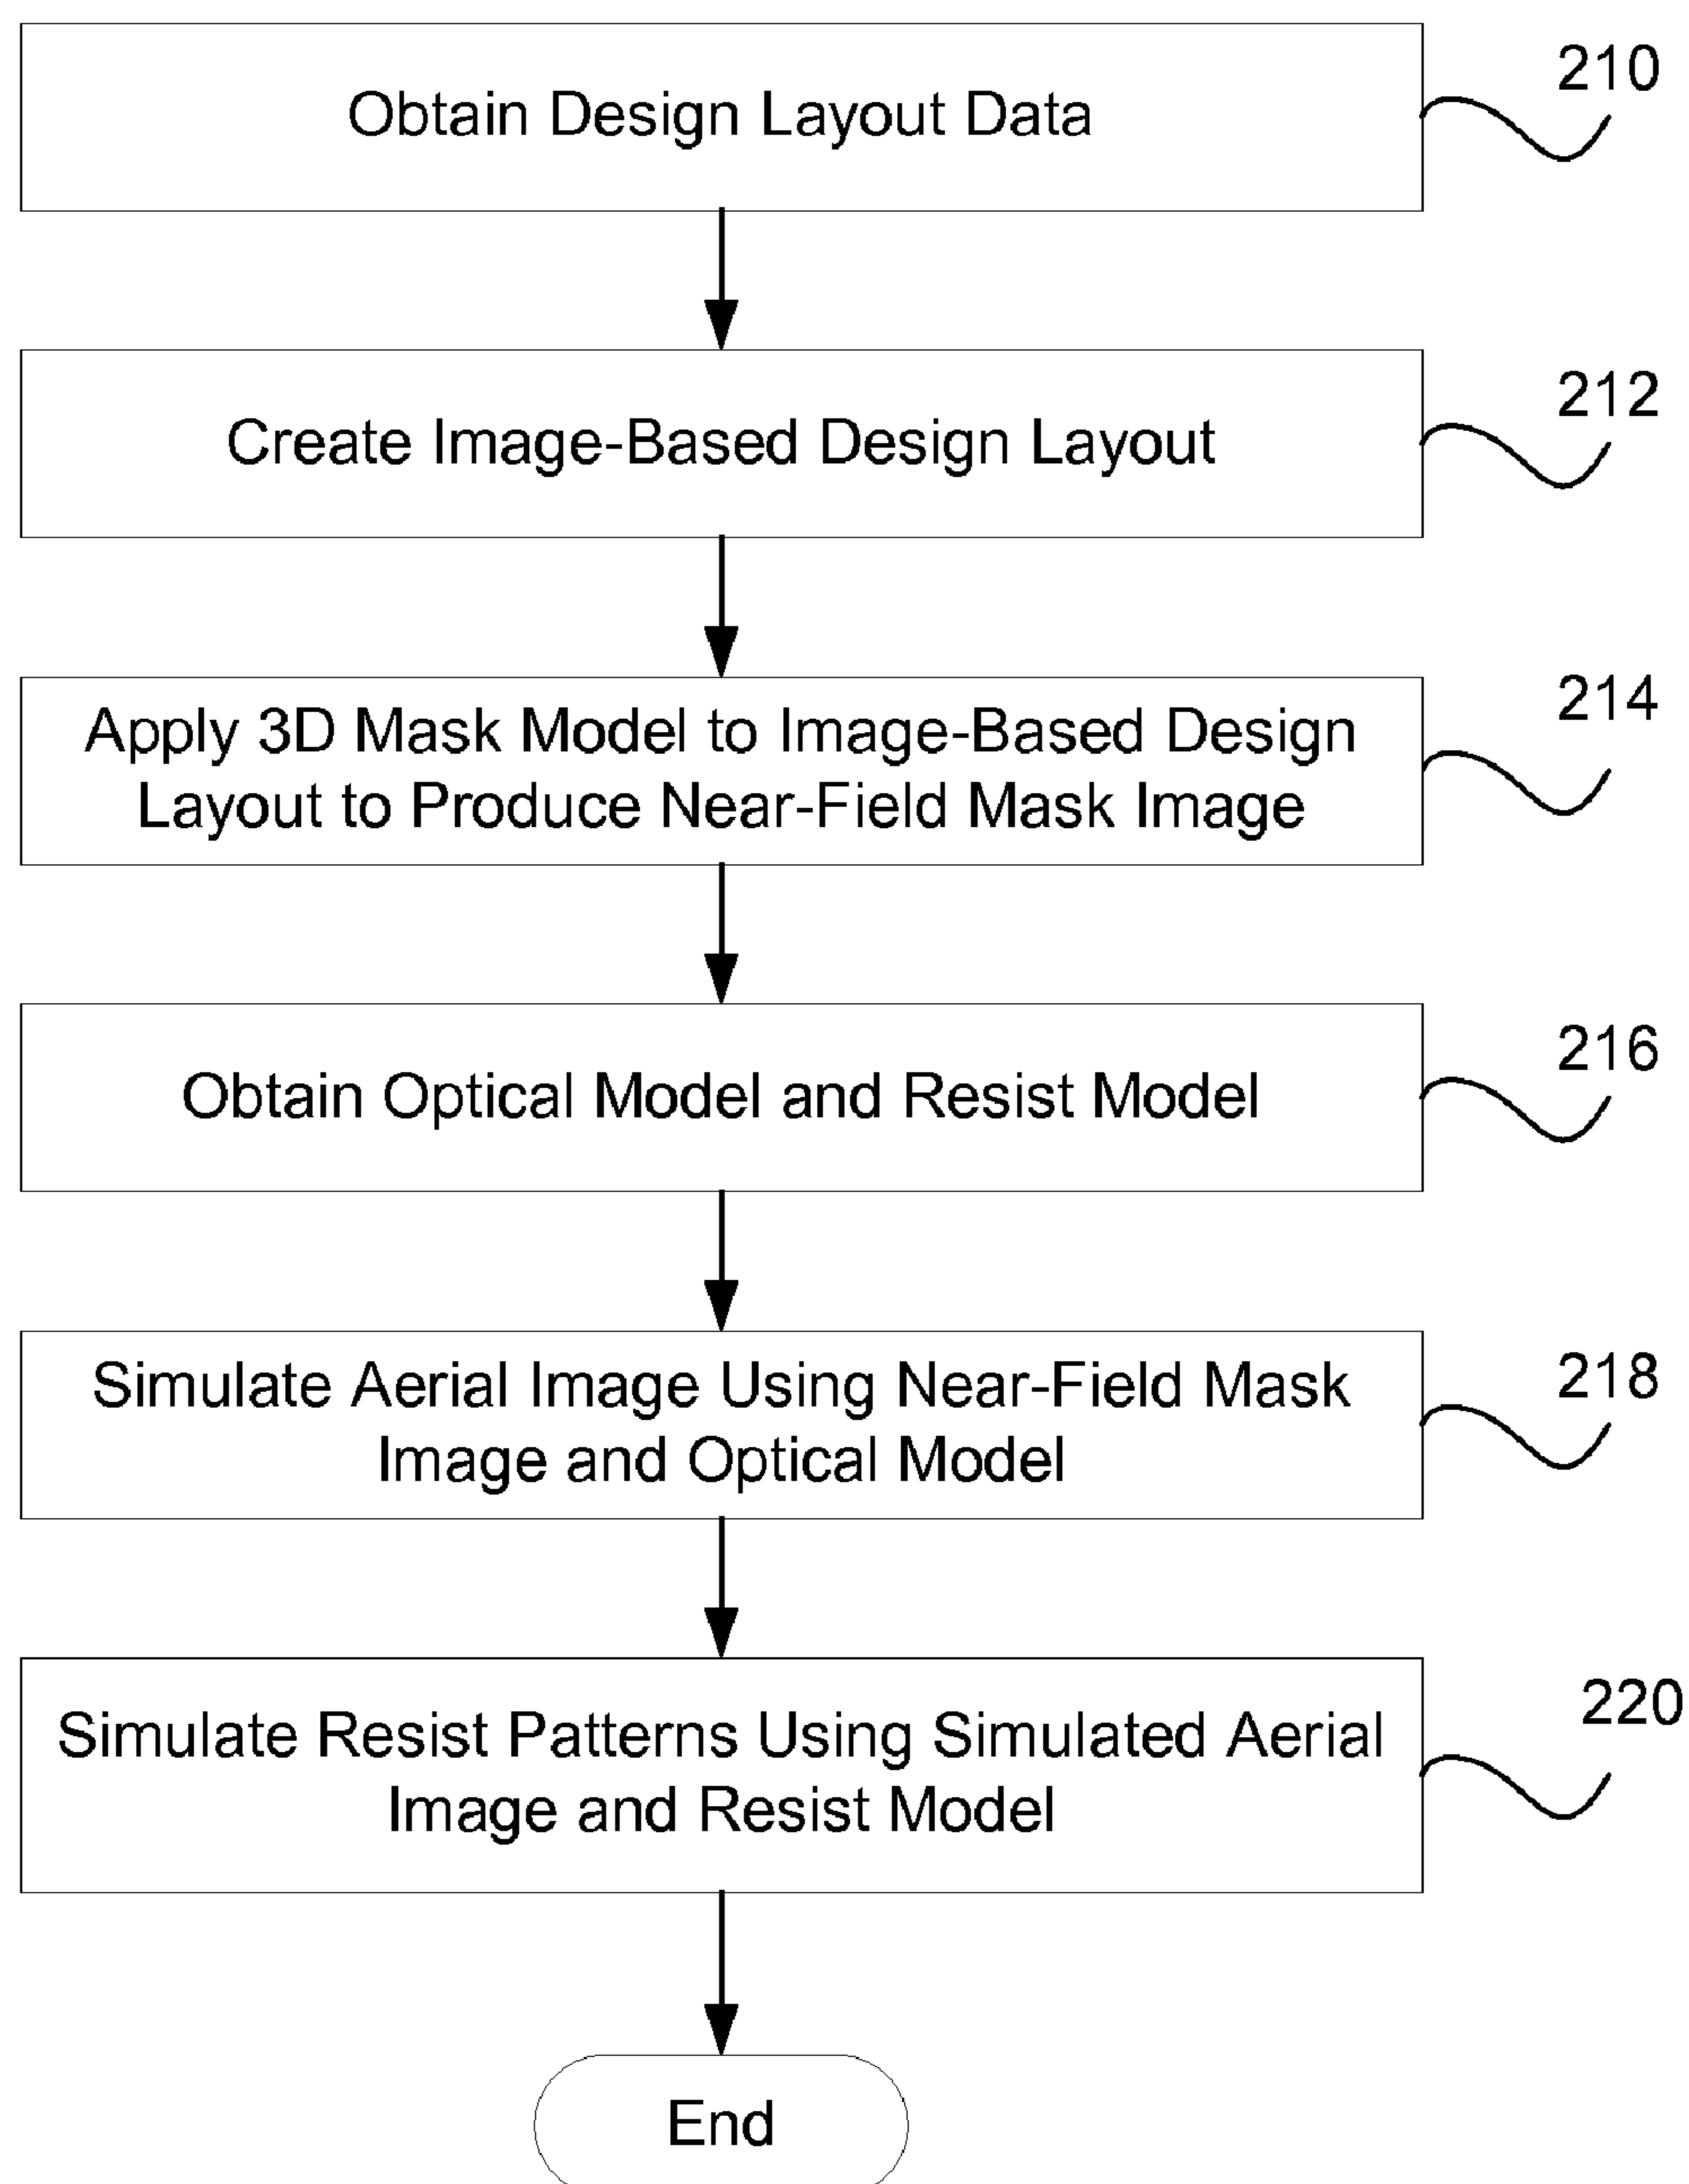 Obtain Design Layout Data
210
Create Image-Based Design Layout
212
Apply 3D Mask Model to Image-Based Design
Layout to Produce Near-Field Mask Image
214
Obtain Optical Model and Resist Model
216
Simulate Aerial Image Using Near-Field Mask
Image and Optical Model
218
Simulate Resist Patterns Using Simulated Aerial
Image and Resist Model
220
End